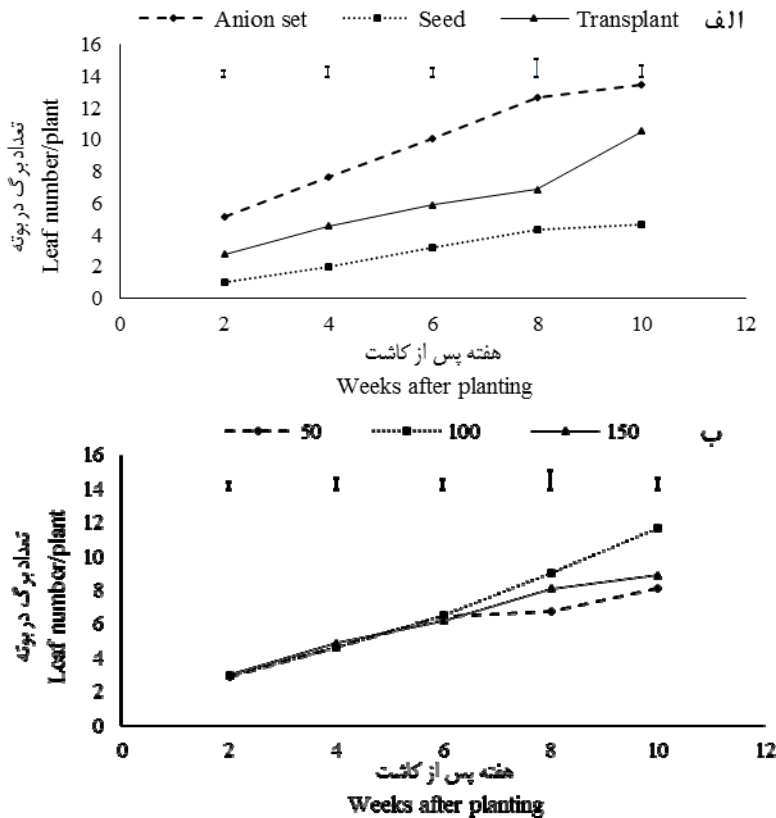 Anion set Seed Transplant الف
16
14
12
10
8
6
4
2
0
تعداد برگ در بوته
Leaf number/plant
0 2 4 6 8 10 12
هفته پس از کاشت
Weeks after planting
50 100 150 ب
16
14
12
10
8
6
4
2
0
تعداد برگ در بوته
Leaf number/plant
0 2 4 6 8 10 12
هفته پس از کاشت
Weeks after planting